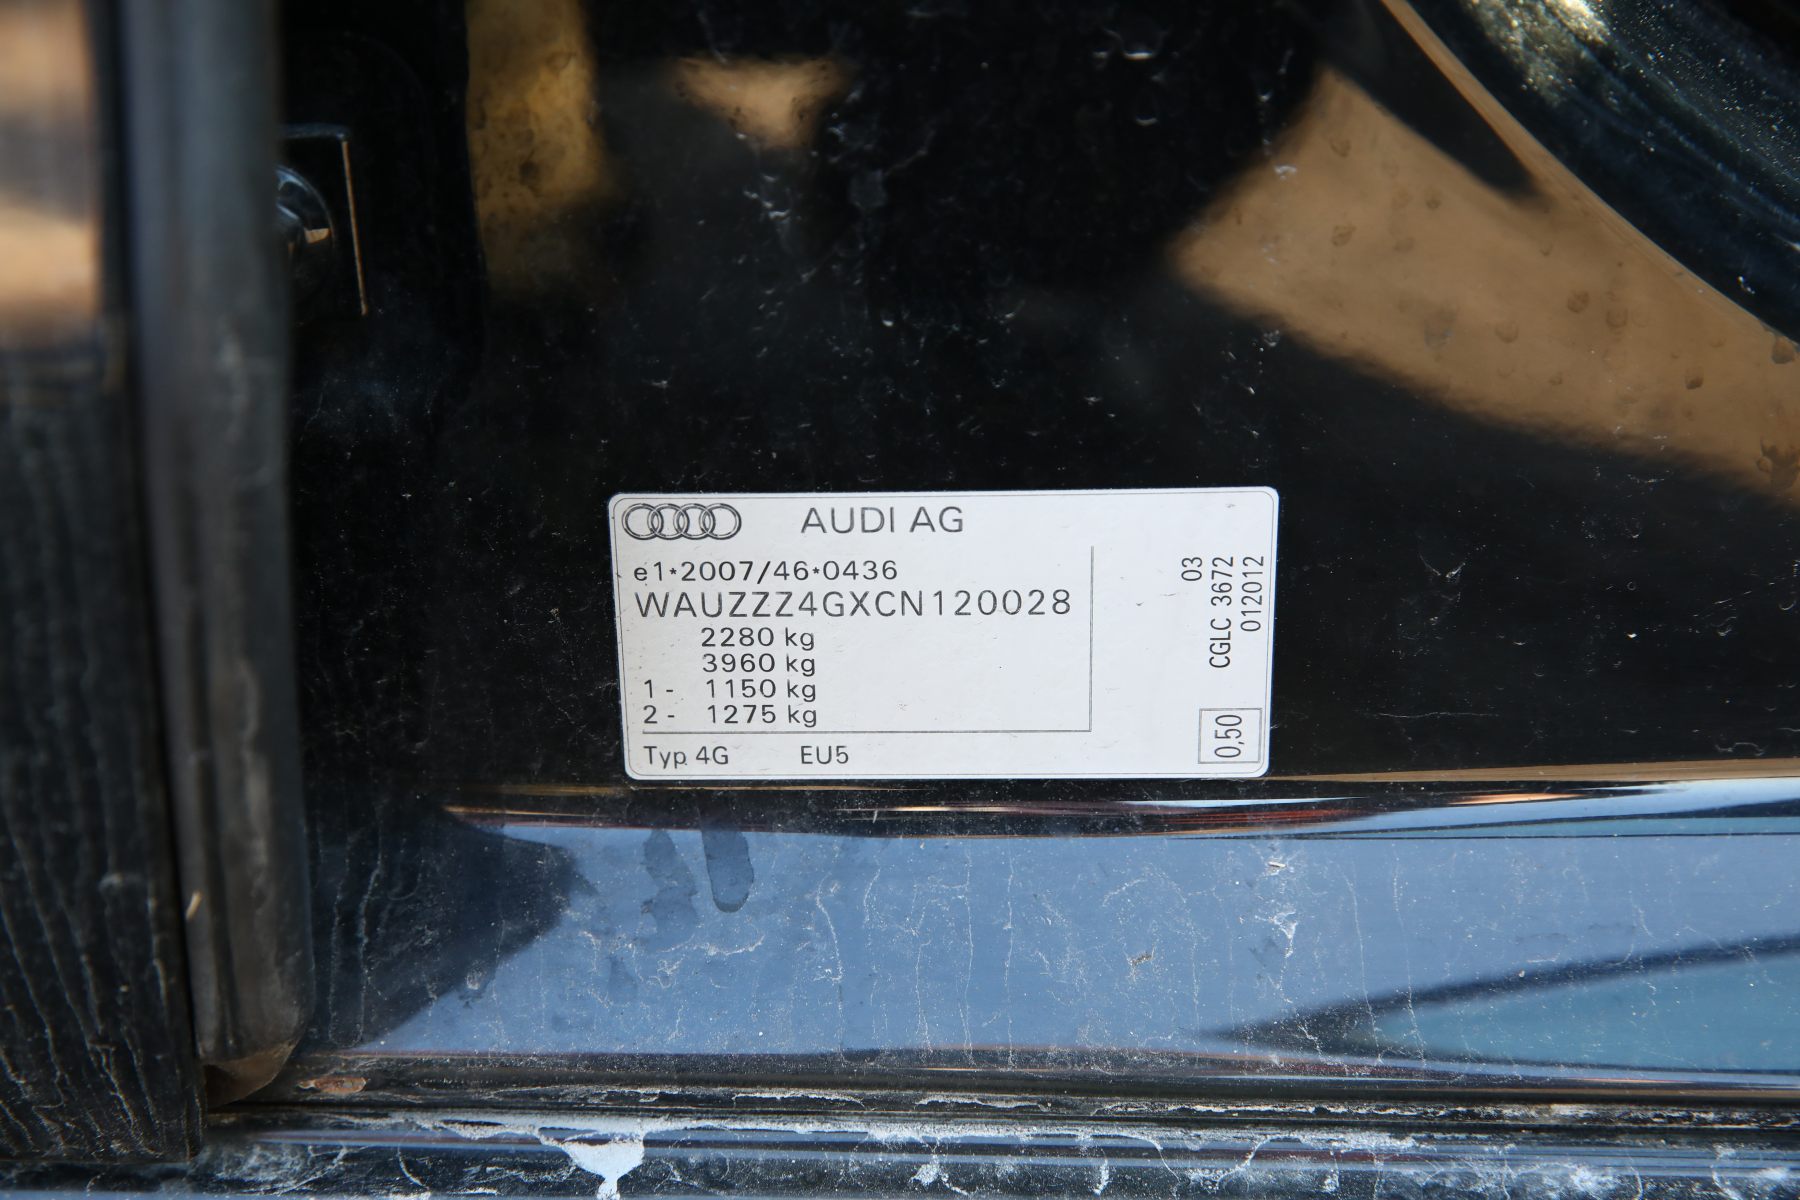 AUDI AG
e1*2007/46*0436
WAUZZZ4GXCN120028
2280 kg
3960 kg
1 - 1150 kg
2 - 1275 kg
Typ 4G EU5
03
CGLC 3672
012012
0,50